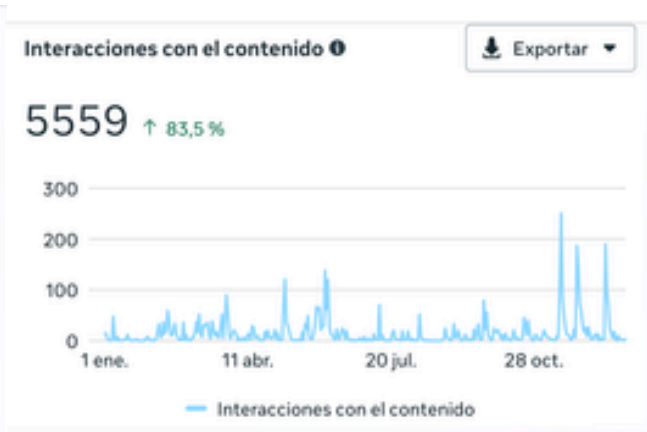 Interacciones con el contenido
Exportar
5559 ↑ 83,5 %
300
200
100
0
1 ene. 11 abr. 20 jul. 28 oct.
Interacciones con el contenido